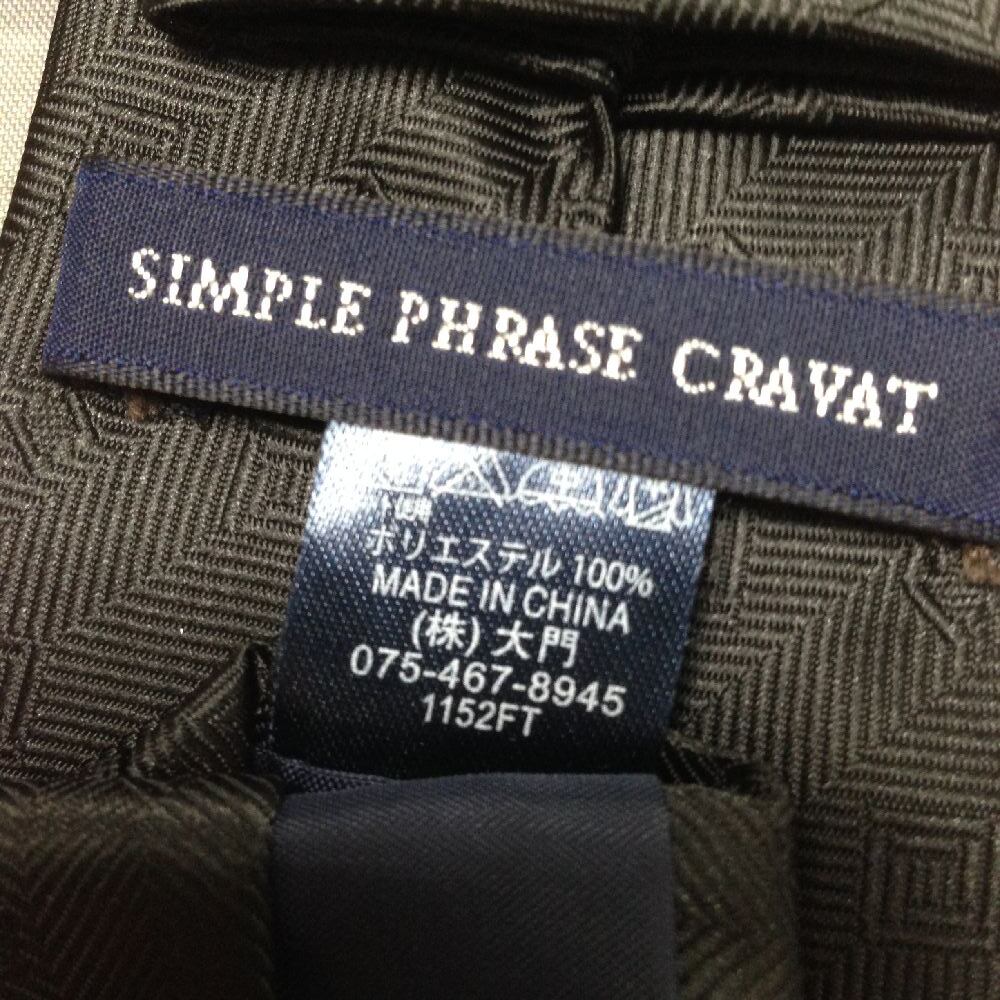 SIMPLE PHRASE CRAVAT
ポリエステル 100%
MADE IN CHINA
(株) 大門
075-467-8945
1152FT